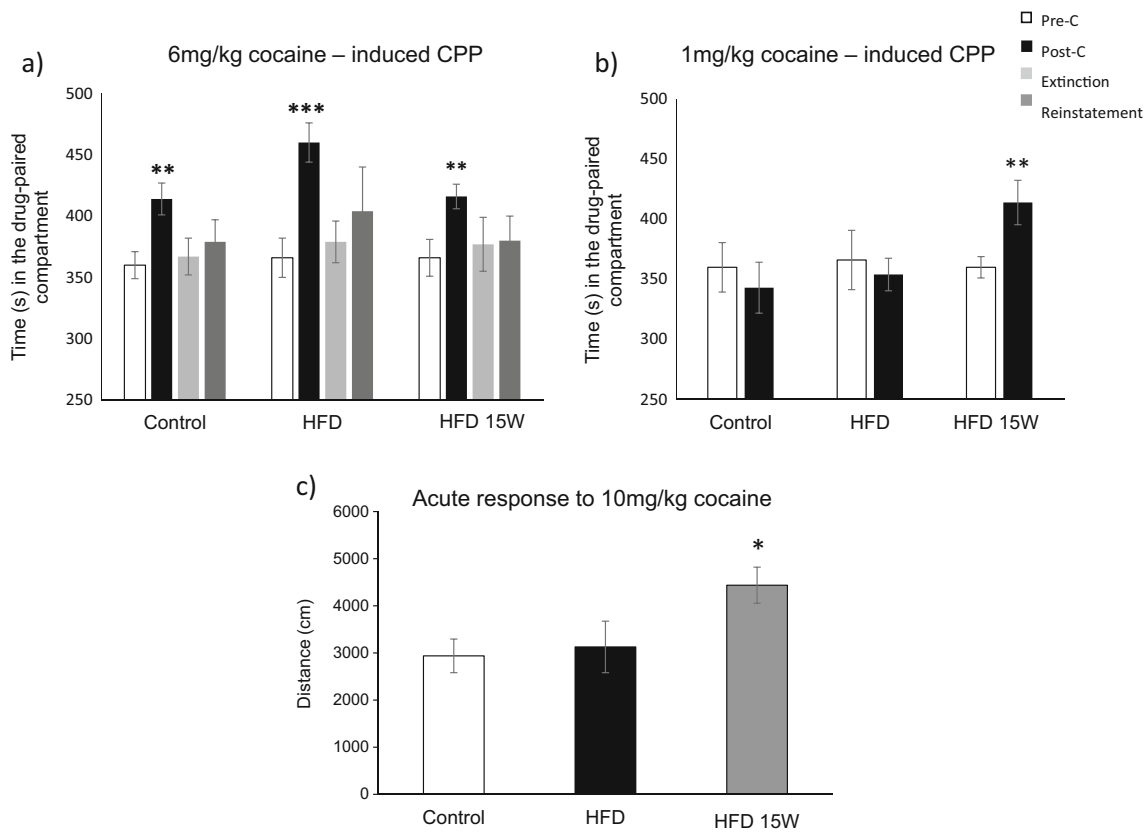 a)
6mg/kg cocaine – induced CPP
Time (s) in the drug-paired
compartment
500
450
400
350
300
250
**
***
**
Control
HFD
HFD 15W
b)
1mg/kg cocaine – induced CPP
Pre-C
Post-C
Extinction
Reinstatement
Time (s) in the drug-paired
compartment
500
450
400
350
300
250
**
Control
HFD
HFD 15W
c)
Acute response to 10mg/kg cocaine
Distance (cm)
6000
5000
4000
3000
2000
1000
0
*
Control
HFD
HFD 15W